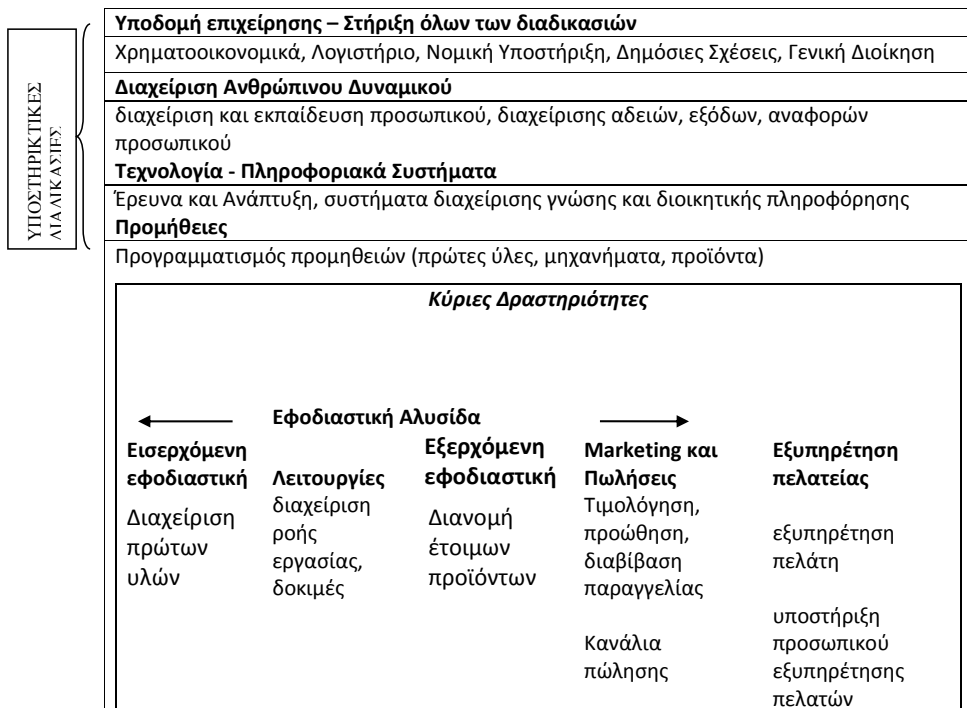 Υποδομή επιχείρησης – Στήριξη όλων των διαδικασιών
Χρηματοοικονομικά, Λογιστήριο, Νομική Υποστήριξη, Δημόσιες Σχέσεις, Γενική Διοίκηση
Διαχείριση Ανθρώπινου Δυναμικού
διαχείριση και εκπαίδευση προσωπικού, διαχείρισης αδειών, εξόδων, αναφορών
προσωπικού
Τεχνολογία - Πληροφοριακά Συστήματα
Έρευνα και Ανάπτυξη, συστήματα διαχείρισης γνώσης και διοικητικής πληροφόρησης
Προμήθειες
Προγραμματισμός προμηθειών (πρώτες ύλες, μηχανήματα, προϊόντα)
ΥΠΟΣΤΗΡΙΚΤΙΚΕΣ
ΔΙΑΔΙΚΑΣΙΕΣ
Κύριες Δραστηριότητες
Εφοδιαστική Αλυσίδα
Εισερχόμενη
εφοδιαστική
Διαχείριση
πρώτων
υλών
Λειτουργίες
διαχείριση
ροής
εργασίας,
δοκιμές
Εξερχόμενη
εφοδιαστική
Διανομή
έτοιμων
προϊόντων
Marketing και
Πωλήσεις
Τιμολόγηση,
προώθηση,
διαβίβαση
παραγγελίας
Κανάλια
πώλησης
Εξυπηρέτηση
πελατείας
εξυπηρέτηση
πελάτη
υποστήριξη
προσωπικού
εξυπηρέτησης
πελατών